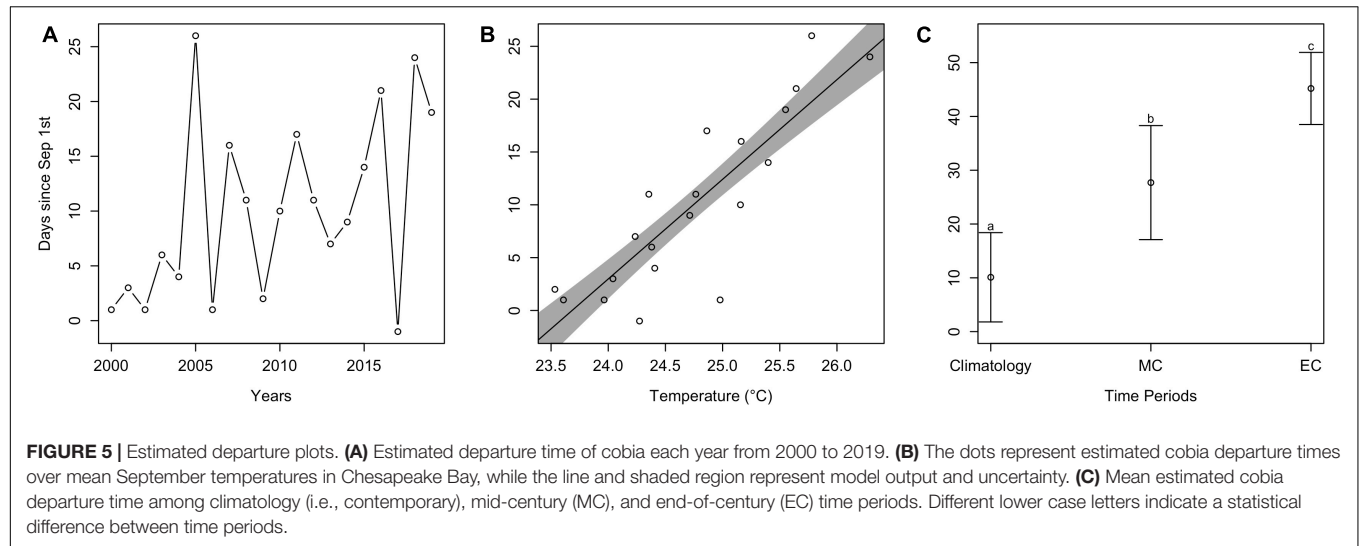 A
B
C
Days since Sep 1st
25
20
15
10
5
0
2000
2005
2010
2015
Years
25
20
15
10
5
0
23.5
24.0
24.5
25.0
25.5
26.0
Temperature (°C)
50
40
30
20
10
0
a
b
c
Climatology
MC
EC
Time Periods
FIGURE 5 | Estimated departure plots. (A) Estimated departure time of cobia each year from 2000 to 2019. (B) The dots represent estimated cobia departure times
over mean September temperatures in Chesapeake Bay, while the line and shaded region represent model output and uncertainty. (C) Mean estimated cobia
departure time among climatology (i.e., contemporary), mid-century (MC), and end-of-century (EC) time periods. Different lower case letters indicate a statistical
difference between time periods.